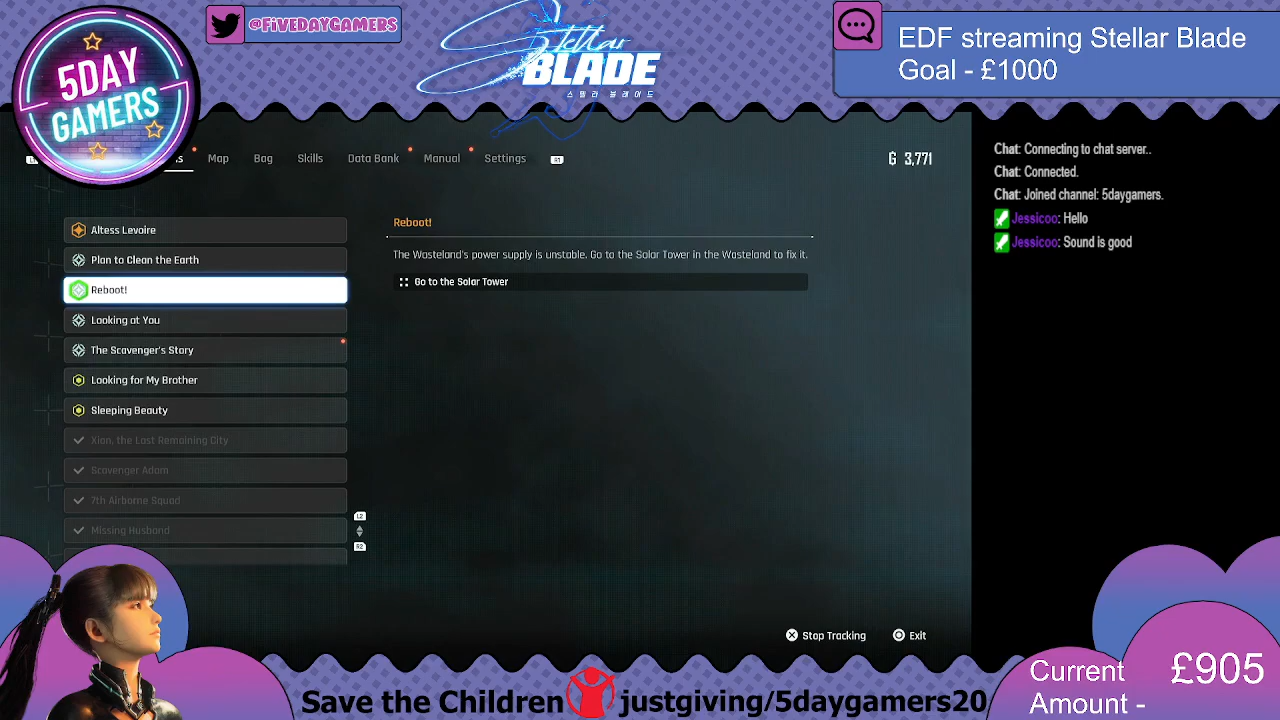 5DAY
GAMERS
@FiVEDAYGAMERS
Stellar
BLADE
스텔라 블레이드
EDF streaming Stellar Blade
Goal - £1000
Map Bag Skills Data Bank Manual Settings R1
3,771
Altess Levoire
Plan to Clean the Earth
Reboot!
Looking at You
The Scavenger's Story
Looking for My Brother
Sleeping Beauty
Xion, the Last Remaining City
Scavenger Adam
7th Airborne Squad
Missing Husband
L2
R2
Reboot!
The Wasteland's power supply is unstable. Go to the Solar Tower in the Wasteland to fix it.
Go to the Solar Tower
Stop Tracking Exit
Chat: Connecting to chat server..
Chat: Connected.
Chat: Joined channel: 5daygamers.
Jessicoo: Hello
Jessicoo: Sound is good
Save the Children justgiving/5daygamers20
Current
Amount -
£905